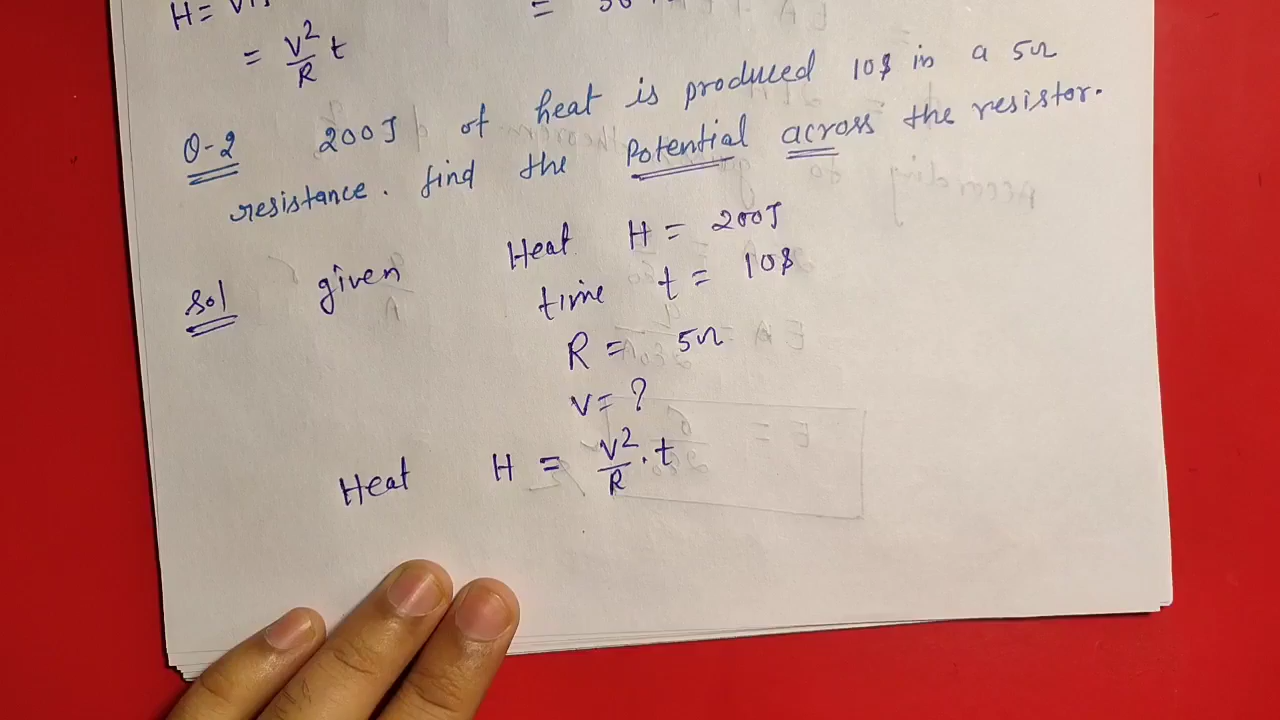 H =
= V²/R t
Q-2 200J of heat is produced 10s in a 5Ω
resistance. find the Potential across the resistor.
Sol given Heat H = 200J
time t = 10s
R = 5Ω
V = ?
Heat H = V²/R . t